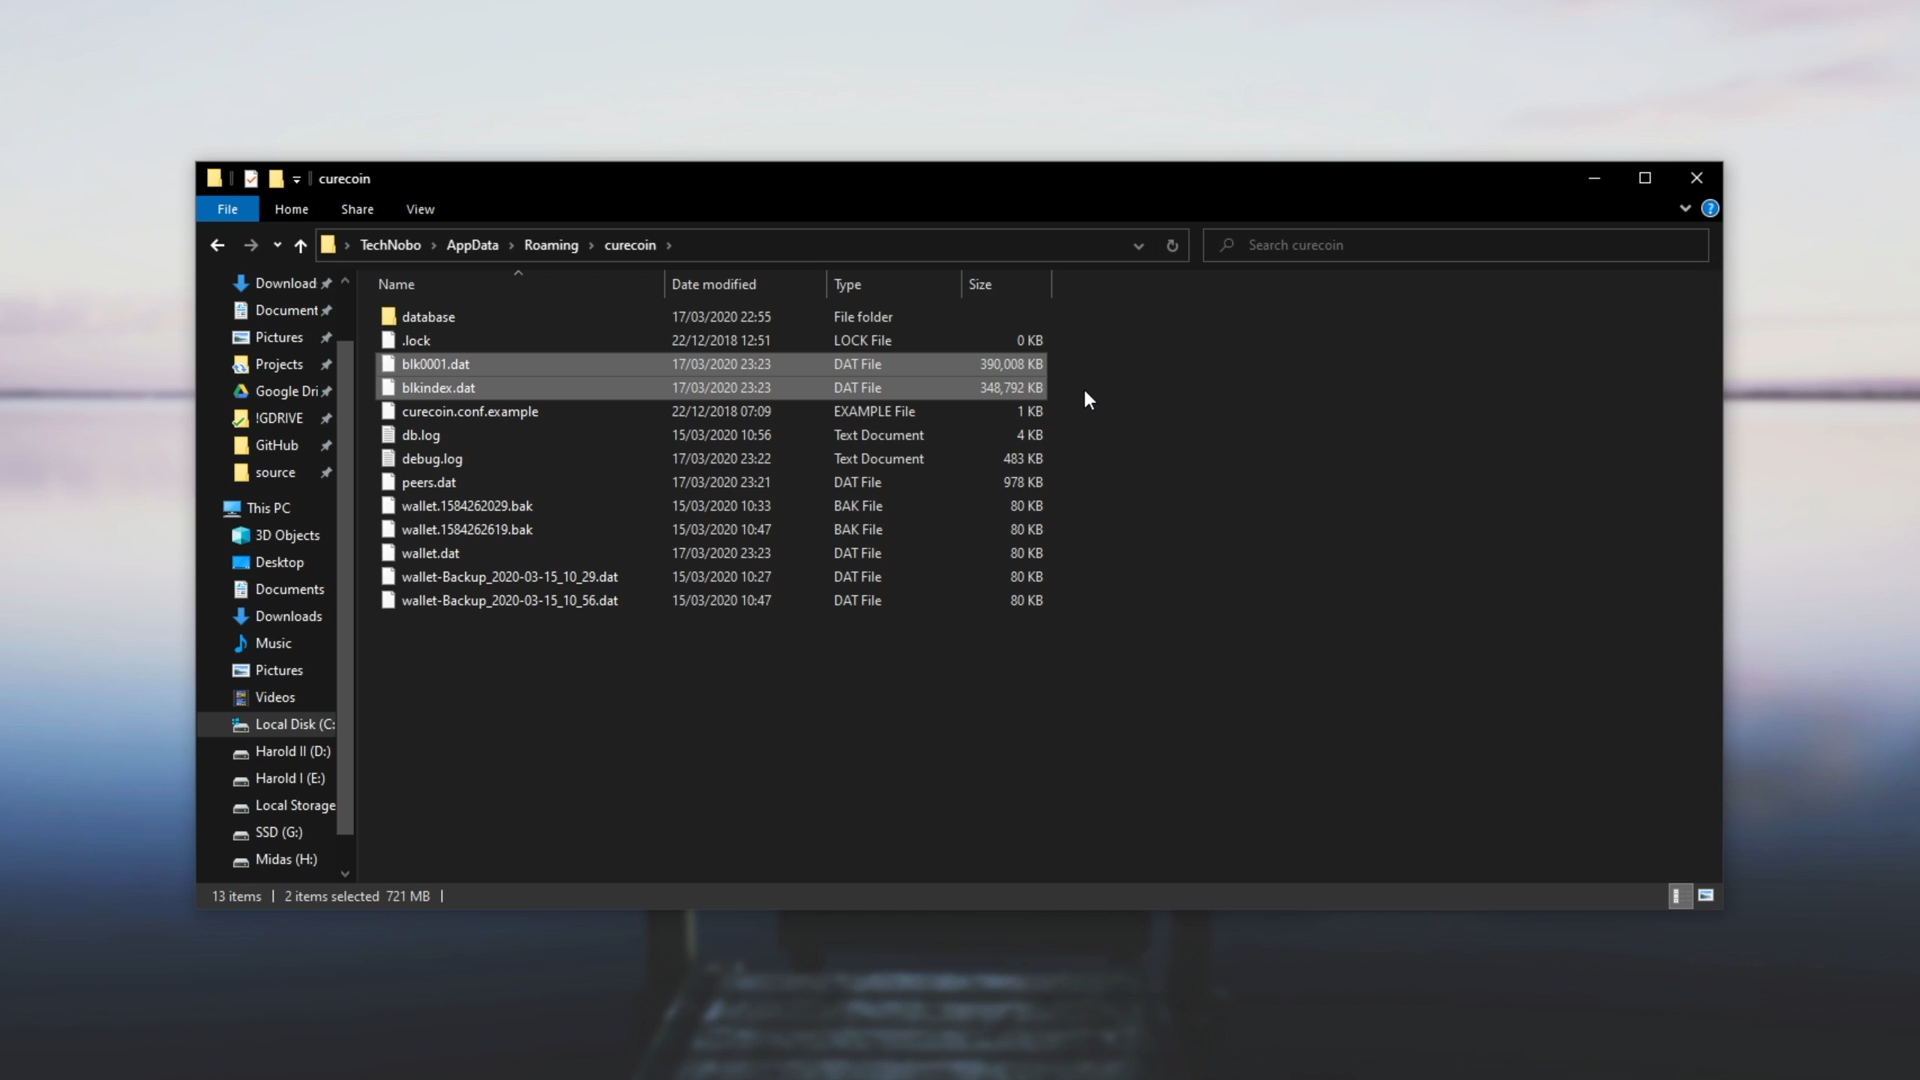 curecoin
File Home Share View
TechNobo > AppData > Roaming > curecoin >
Search curecoin
Name Date modified Type Size
Download
Document
Pictures
Projects
Google Dri
!GDRIVE
GitHub
source
This PC
3D Objects
Desktop
Documents
Downloads
Music
Pictures
Videos
Local Disk (C:
Harold II (D:)
Harold I (E:)
Local Storage
SSD (G:)
Midas (H:)
database 17/03/2020 22:55 File folder
.lock 22/12/2018 12:51 LOCK File 0 KB
blk0001.dat 17/03/2020 23:23 DAT File 390,008 KB
blkindex.dat 17/03/2020 23:23 DAT File 348,792 KB
curecoin.conf.example 22/12/2018 07:09 EXAMPLE File 1 KB
db.log 15/03/2020 10:56 Text Document 4 KB
debug.log 17/03/2020 23:22 Text Document 483 KB
peers.dat 17/03/2020 23:21 DAT File 978 KB
wallet.1584262029.bak 15/03/2020 10:33 BAK File 80 KB
wallet.1584262619.bak 15/03/2020 10:47 BAK File 80 KB
wallet.dat 17/03/2020 23:23 DAT File 80 KB
wallet-Backup_2020-03-15_10_29.dat 15/03/2020 10:27 DAT File 80 KB
wallet-Backup_2020-03-15_10_56.dat 15/03/2020 10:47 DAT File 80 KB
13 items | 2 items selected 721 MB |